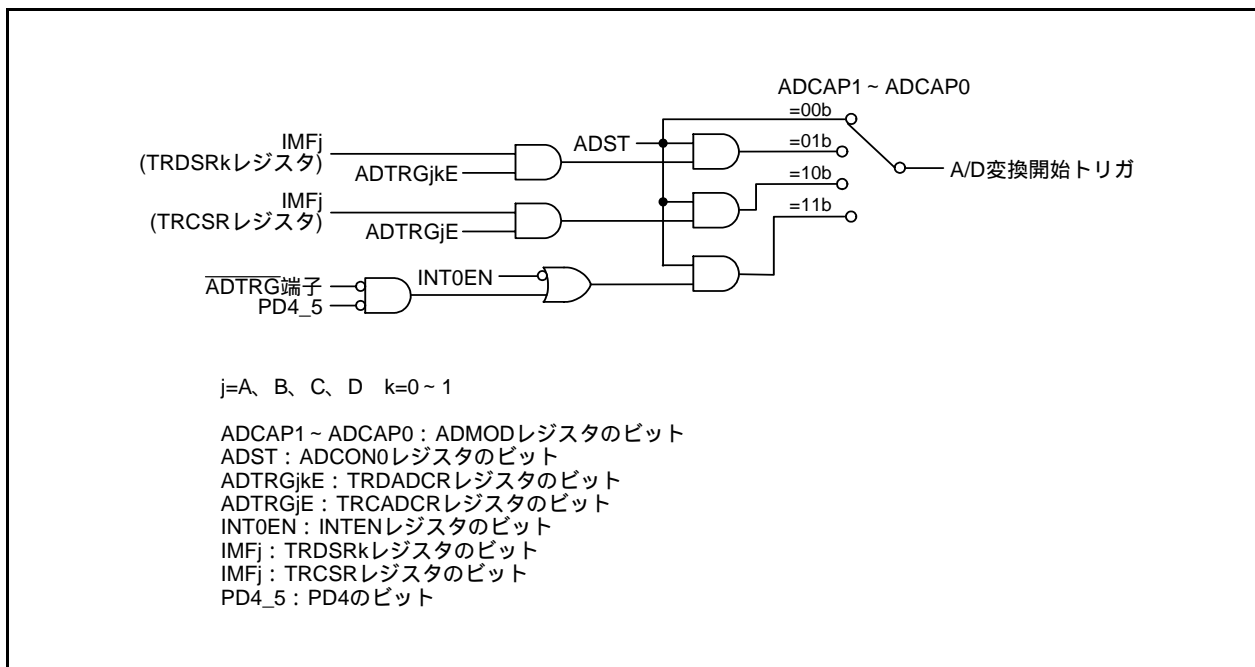 ADCAP1 ~ ADCAP0
=00b
IMFj
(TRDSRkレジスタ)
ADTRGjkE
ADST
=01b
A/D変換開始トリガ
=10b
IMFj
(TRCSRレジスタ)
ADTRGjE
=11b
ADTRG端子
PD4_5
INT0EN
j=A、B、C、D k=0 ~ 1
ADCAP1 ~ ADCAP0：ADMODレジスタのビット
ADST：ADCON0レジスタのビット
ADTRGjkE：TRDADCRレジスタのビット
ADTRGjE：TRCADCRレジスタのビット
INT0EN：INTENレジスタのビット
IMFj：TRDSRkレジスタのビット
IMFj：TRCSRレジスタのビット
PD4_5：PD4のビット